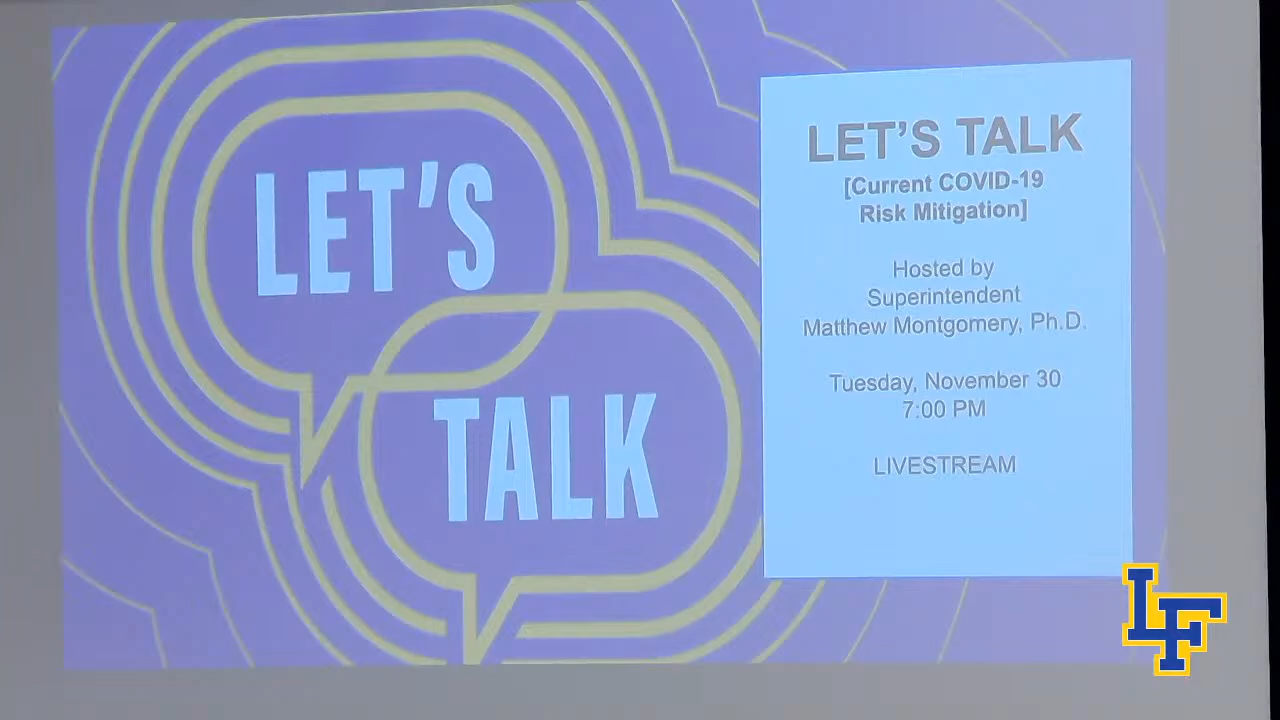 LET'S
TALK
LET'S TALK
[Current COVID-19
Risk Mitigation]
Hosted by
Superintendent
Matthew Montgomery, Ph.D.
Tuesday, November 30
7:00 PM
LIVESTREAM
LF